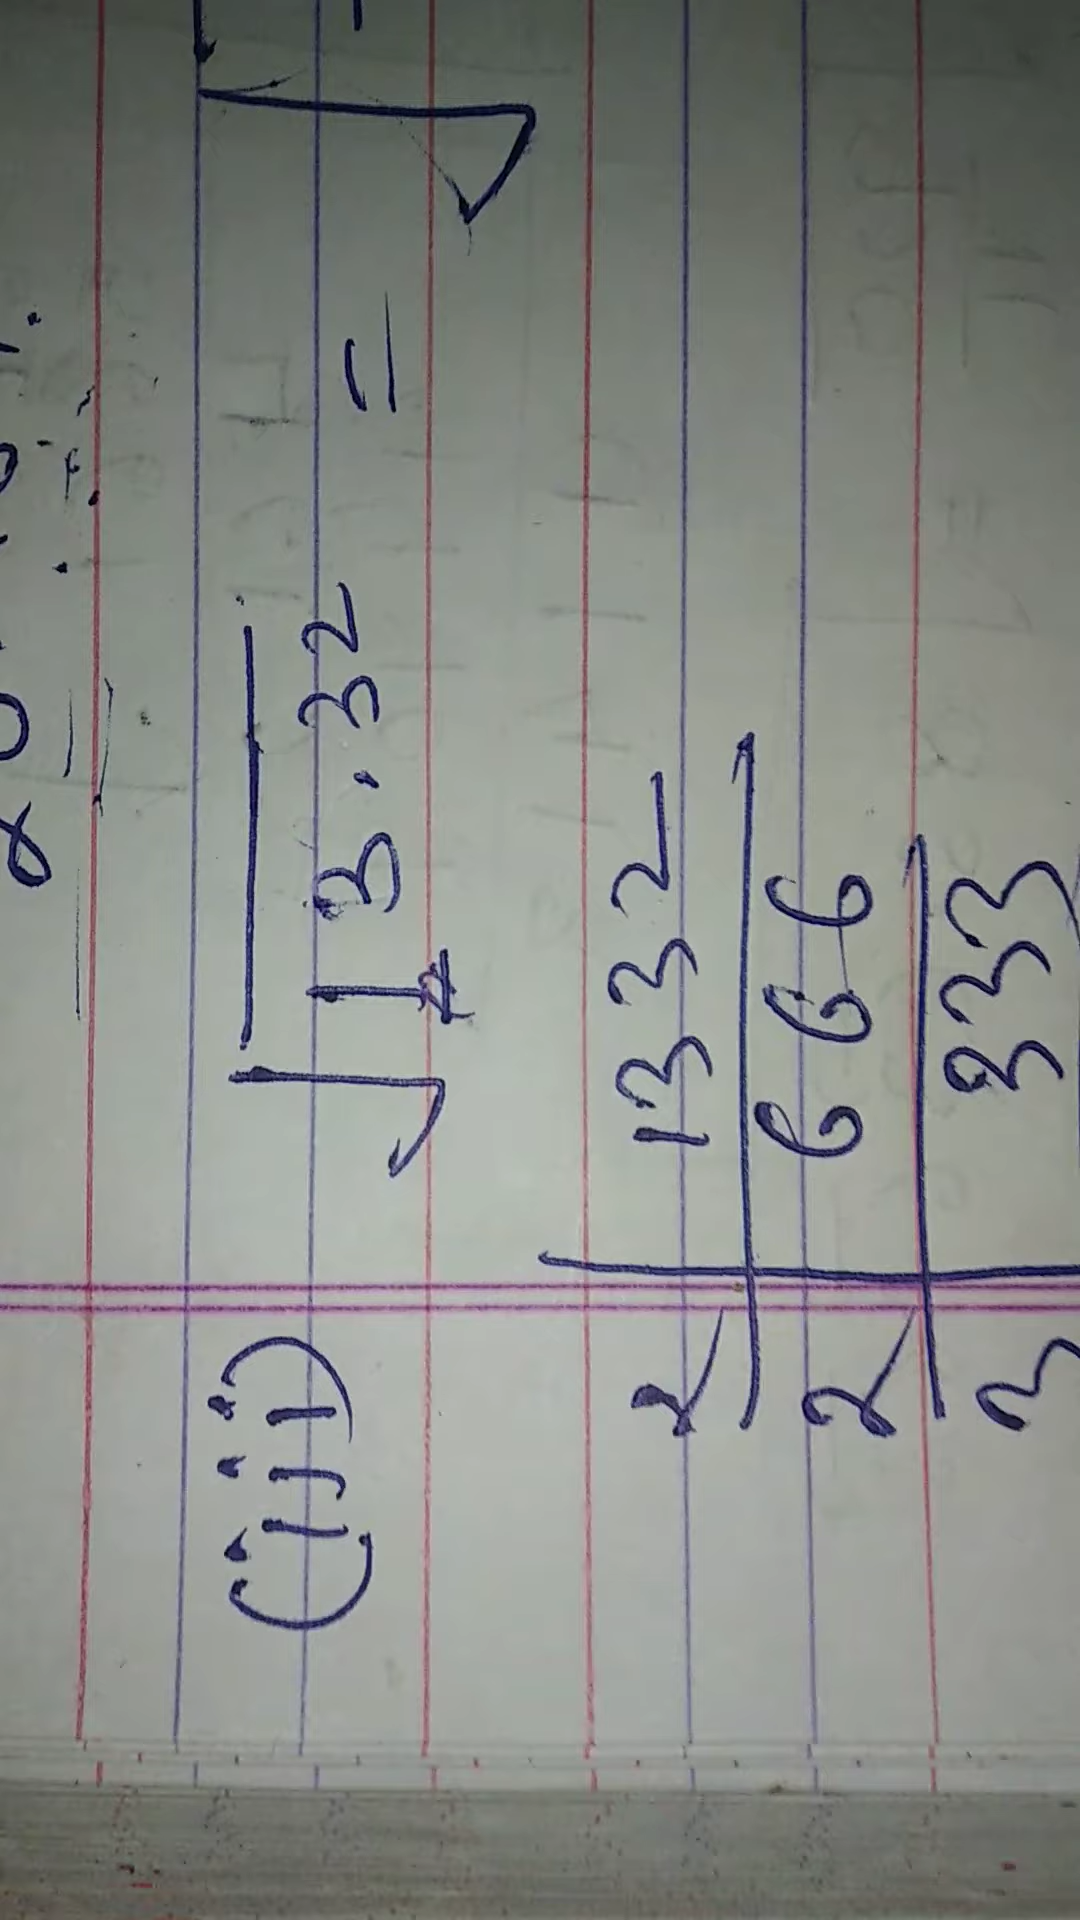 (iii) √13.32 = √
2 | 1332
2 | 666
3 | 333